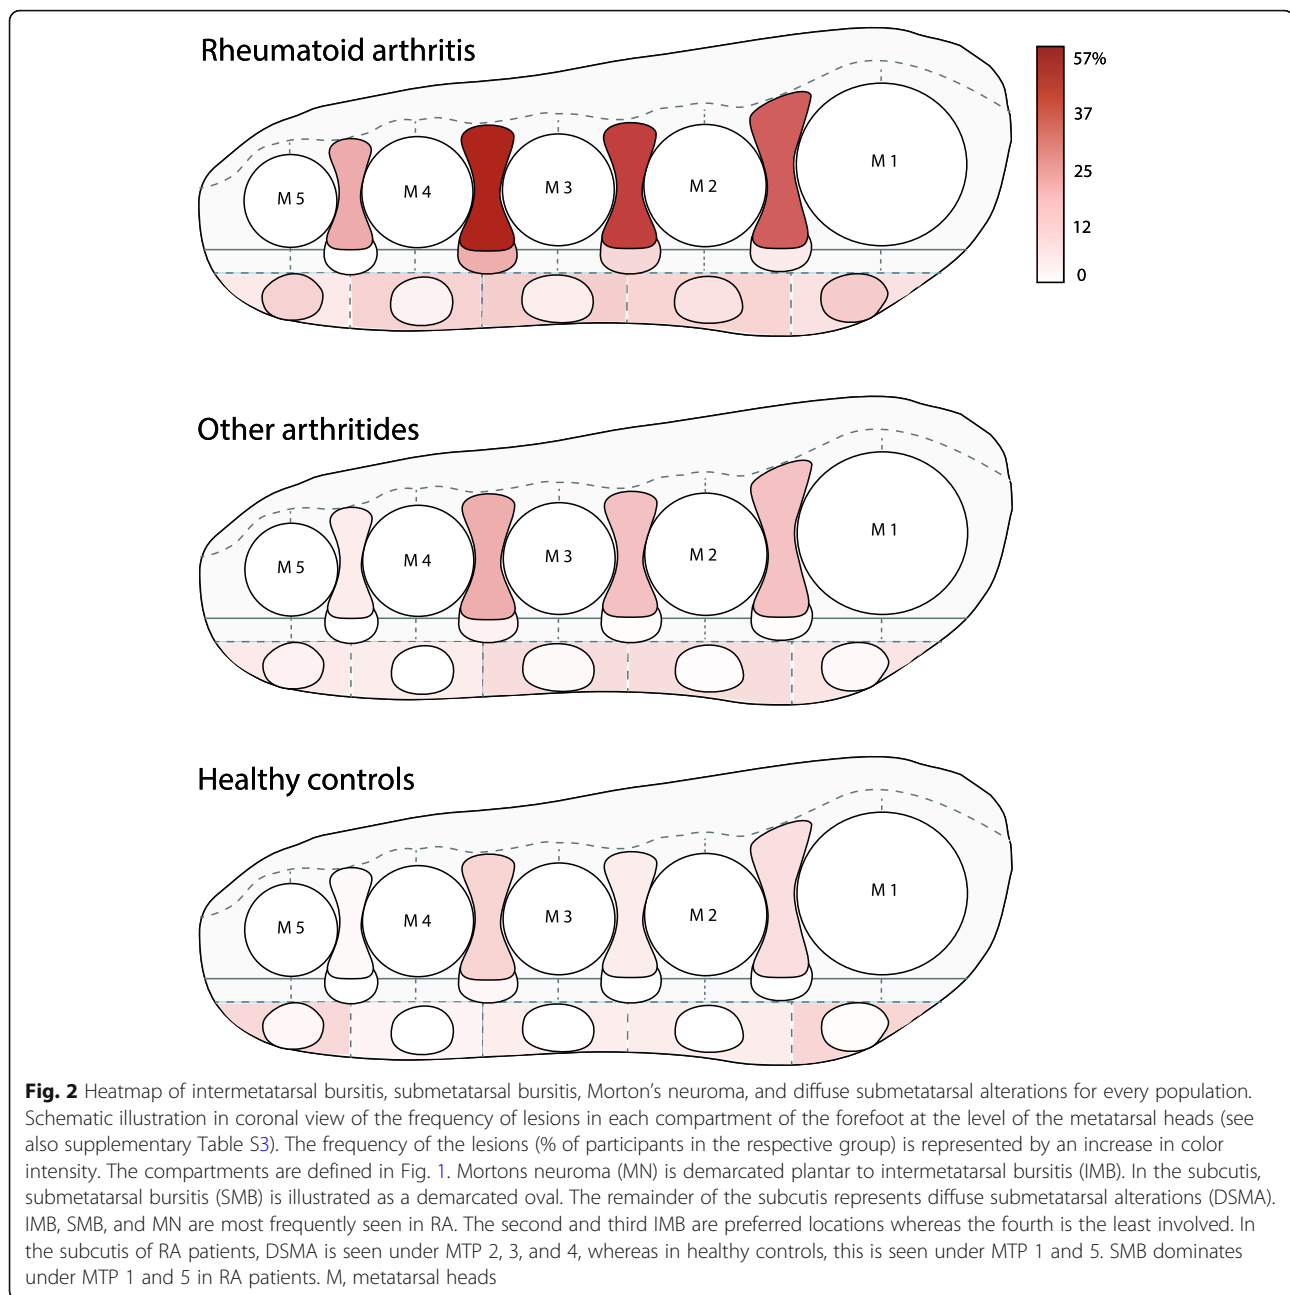 Rheumatoid arthritis
57%
37
25
12
0
M 5
M 4
M 3
M 2
M 1
Other arthritides
M 5
M 4
M 3
M 2
M 1
Healthy controls
M 5
M 4
M 3
M 2
M 1
Fig. 2 Heatmap of intermetatarsal bursitis, submetatarsal bursitis, Morton's neuroma, and diffuse submetatarsal alterations for every population.
Schematic illustration in coronal view of the frequency of lesions in each compartment of the forefoot at the level of the metatarsal heads (see
also supplementary Table S3). The frequency of the lesions (% of participants in the respective group) is represented by an increase in color
intensity. The compartments are defined in Fig. 1. Mortons neuroma (MN) is demarcated plantar to intermetatarsal bursitis (IMB). In the subcutis,
submetatarsal bursitis (SMB) is illustrated as a demarcated oval. The remainder of the subcutis represents diffuse submetatarsal alterations (DSMA).
IMB, SMB, and MN are most frequently seen in RA. The second and third IMB are preferred locations whereas the fourth is the least involved. In
the subcutis of RA patients, DSMA is seen under MTP 2, 3, and 4, whereas in healthy controls, this is seen under MTP 1 and 5. SMB dominates
under MTP 1 and 5 in RA patients. M, metatarsal heads